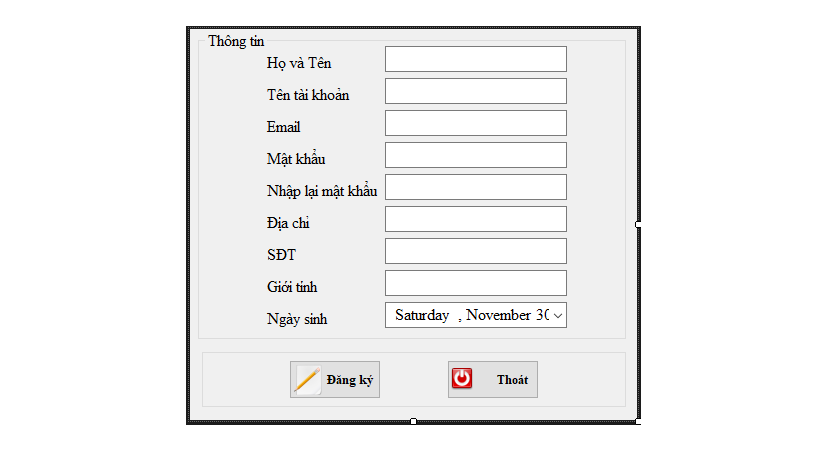 Thông tin
Họ và Tên
Tên tài khoản
Email
Mật khẩu
Nhập lại mật khẩu
Địa chỉ
SĐT
Giới tính
Ngày sinh
Saturday , November 30
Đăng ký
Thoát